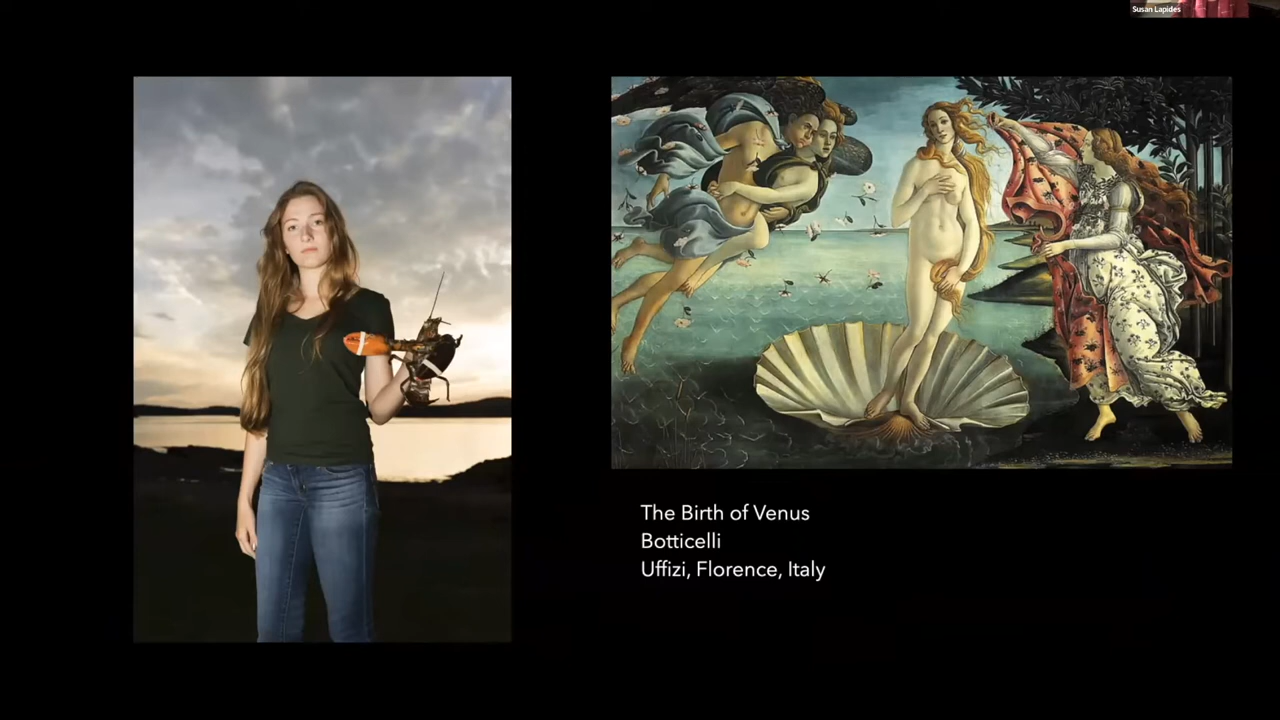 Susan Lapides
The Birth of Venus
Botticelli
Uffizi, Florence, Italy